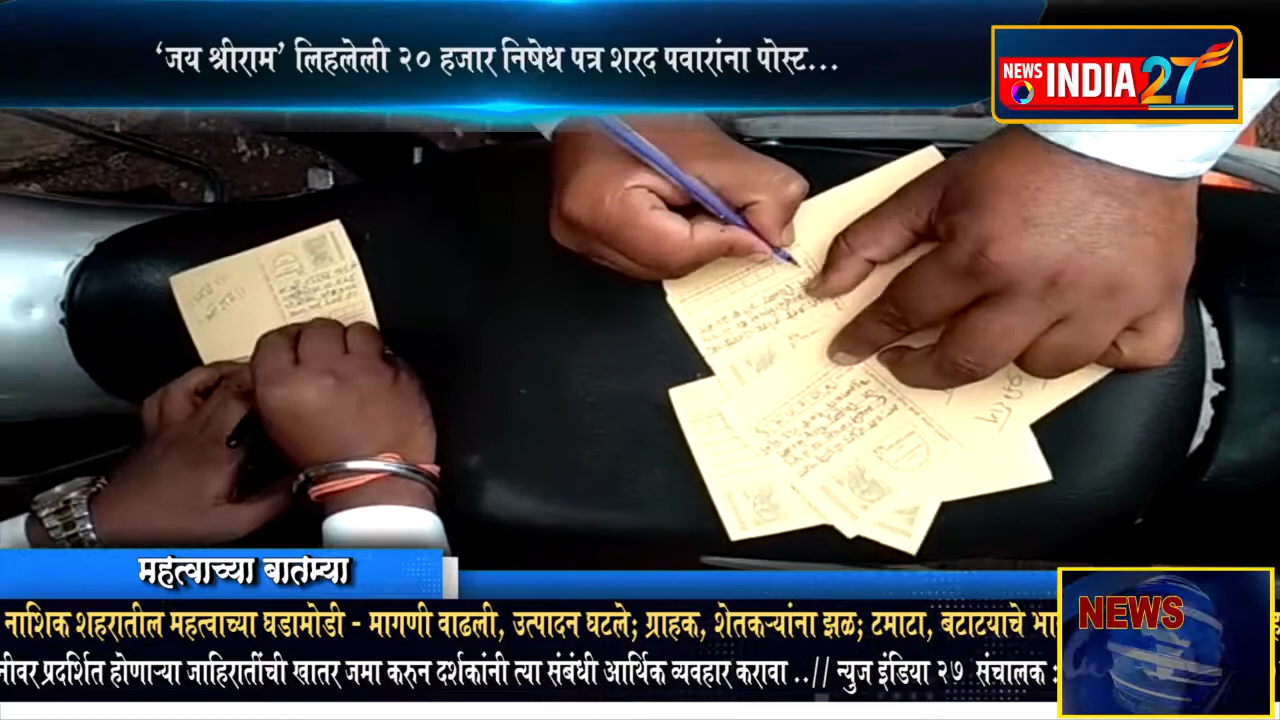 ‘जय श्रीराम’ लिहलेली २० हजार निषेध पत्र शरद पवारांना पोस्ट...
NEWS INDIA 27
महत्वाच्या बातम्या
नाशिक शहरातील महत्वाच्या घडामोडी - मागणी वाढली, उत्पादन घटले; ग्राहक, शेतकऱ्यांना झळ; टमाटा, बटाटयाचे भा
वर प्रदर्शित होणाऱ्या जाहिरातींची खातर जमा करुन दर्शकांनी त्या संबंधी आर्थिक व्यवहार करावा ..// न्युज इंडिया २७ संचालक :
NEWS